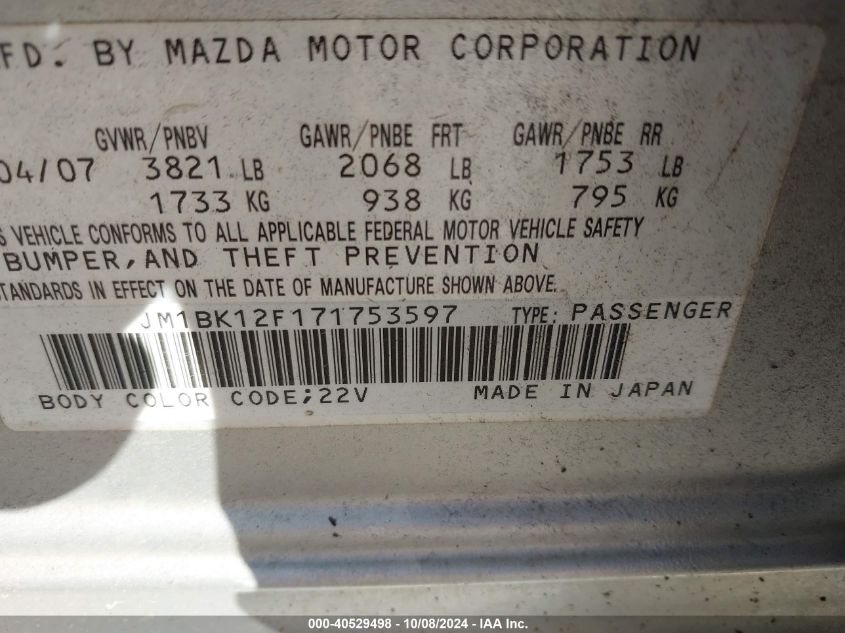 FD. BY MAZDA MOTOR CORPORATION
GVWR/PNBV GAWR/PNBE FRT GAWR/PNBE RR
04/07 3821 LB 2068 LB 1753 LB
1733 KG 938 KG 795 KG
S VEHICLE CONFORMS TO ALL APPLICABLE FEDERAL MOTOR VEHICLE SAFETY
BUMPER, AND THEFT PREVENTION
TANDARDS IN EFFECT ON THE DATE OF MANUFACTURE SHOWN ABOVE.
JM1BK12F171753597 TYPE: PASSENGER
BODY COLOR CODE;22V MADE IN JAPAN
000-40529498 - 10/08/2024 - IAA Inc.